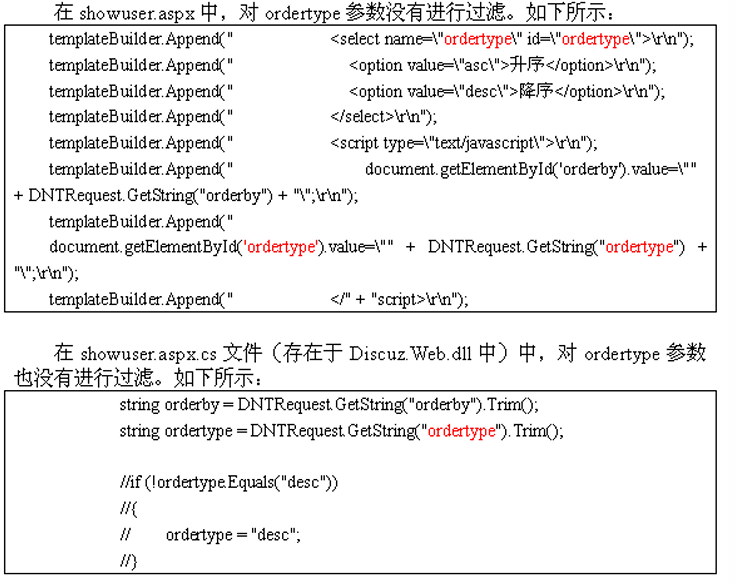 在 showuser.aspx 中，对 ordertype 参数没有进行过滤。如下所示：
templateBuilder.Append("                    <select name=\"ordertype\" id=\"ordertype\">\r\n");
templateBuilder.Append("                      <option value=\"asc\">升序</option>\r\n");
templateBuilder.Append("                      <option value=\"desc\">降序</option>\r\n");
templateBuilder.Append("                    </select>\r\n");
templateBuilder.Append("                    <script type=\"text/javascript\">\r\n");
templateBuilder.Append("                        document.getElementById('orderby').value=\""
+ DNTRequest.GetString("orderby") + "\";\r\n");
templateBuilder.Append("
document.getElementById('ordertype').value=\"" + DNTRequest.GetString("ordertype") +
"\";\r\n");
templateBuilder.Append("                    </" + "script>\r\n");
在 showuser.aspx.cs 文件（存在于 Discuz.Web.dll 中）中，对 ordertype 参数
也没有进行过滤。如下所示：
string orderby = DNTRequest.GetString("orderby").Trim();
string ordertype = DNTRequest.GetString("ordertype").Trim();
//if (!ordertype.Equals("desc"))
//{
//    ordertype = "desc";
//}